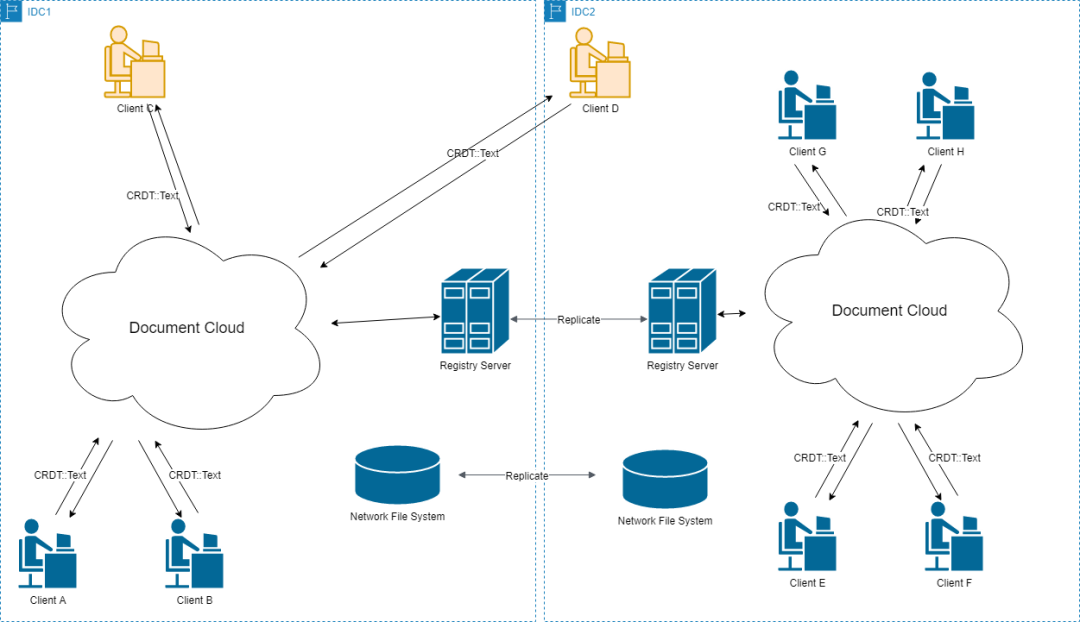 IDC1
IDC2
Client C
Client D
Client G
Client H
CRDT::Text
CRDT::Text
CRDT::Text
CRDT::Text
Document Cloud
Document Cloud
Replicate
Registry Server
Registry Server
CRDT::Text
CRDT::Text
Replicate
CRDT::Text
CRDT::Text
Network File System
Network File System
Client A
Client B
Client E
Client F